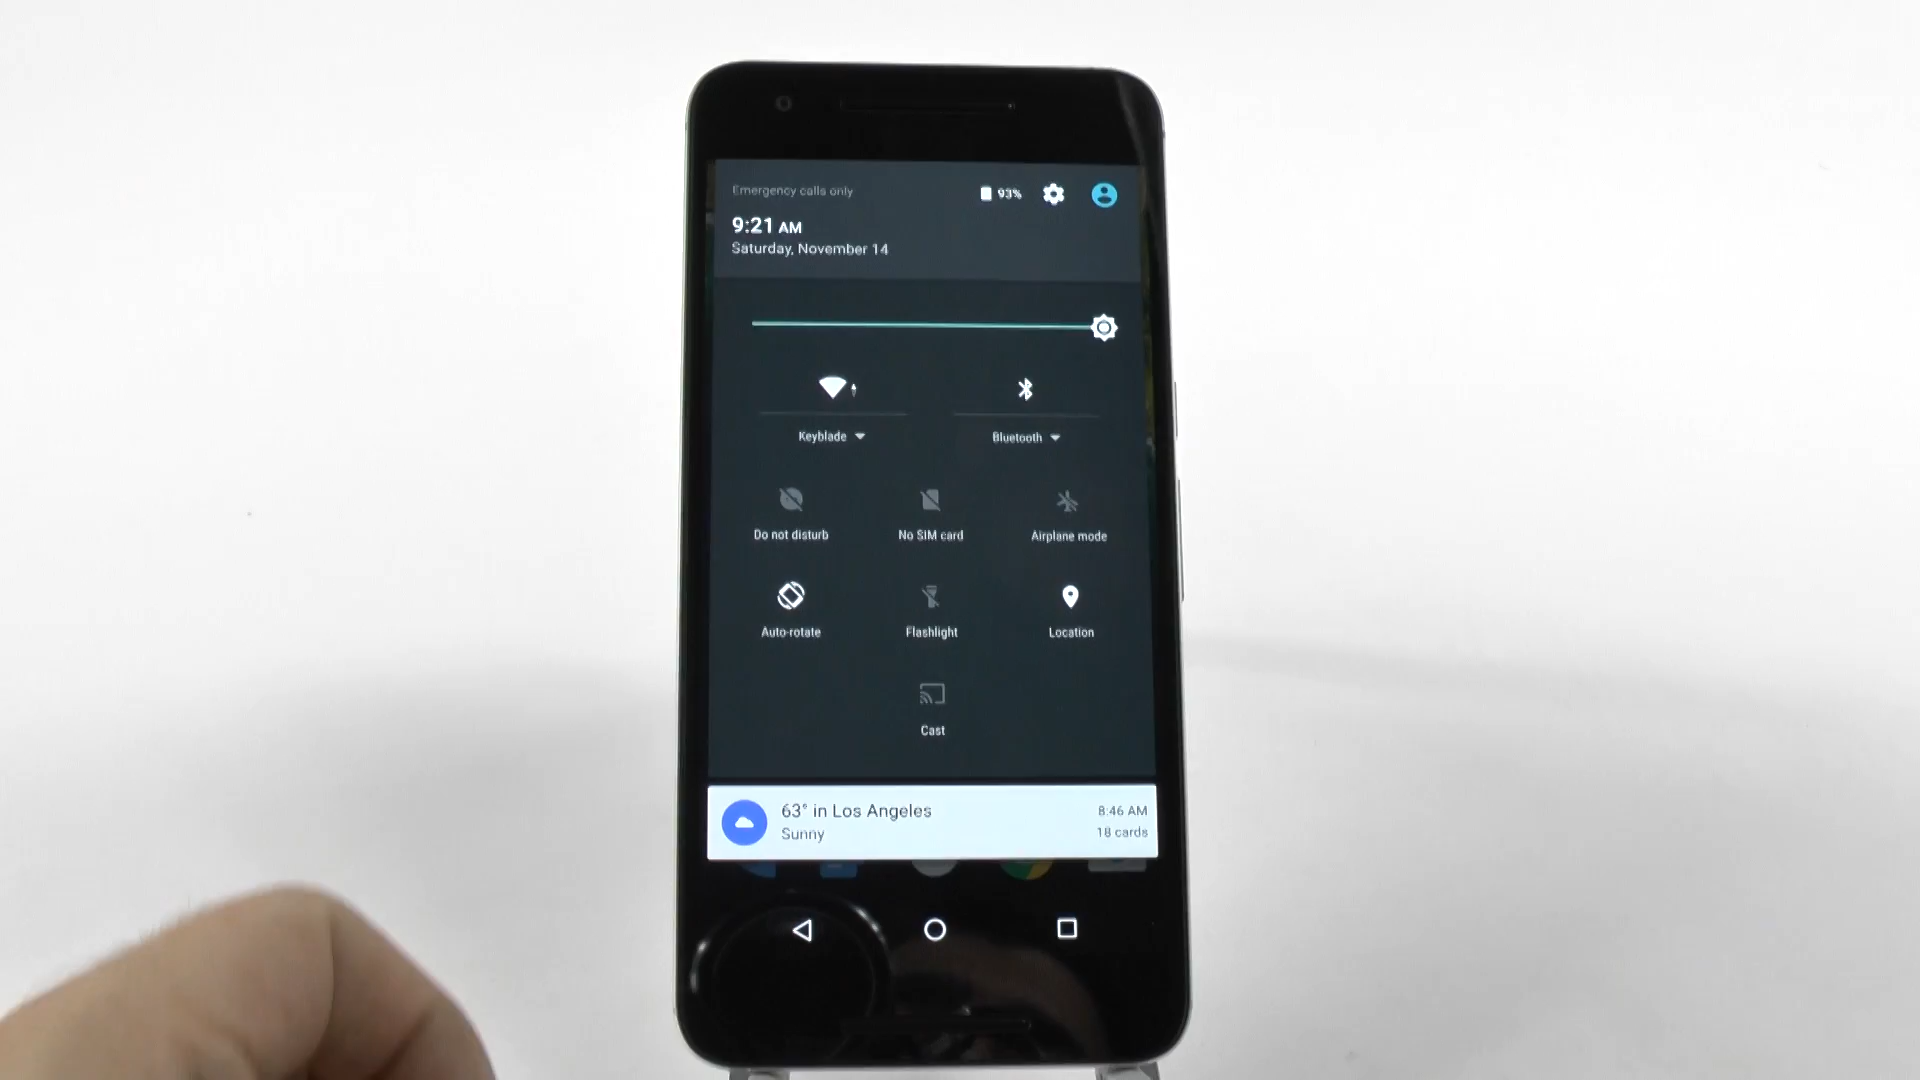 Emergency calls only
93%
9:21 AM
Saturday, November 14
Keyblade
Bluetooth
Do not disturb
No SIM card
Airplane mode
Auto-rotate
Flashlight
Location
Cast
63° in Los Angeles
8:46 AM
Sunny
18 cards